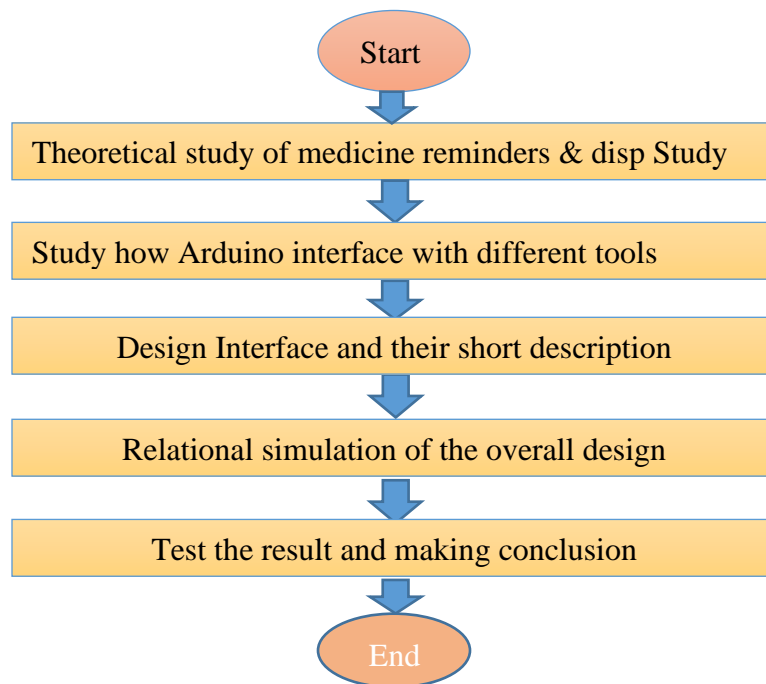 Start
Theoretical study of medicine reminders & disp Study
Study how Arduino interface with different tools
Design Interface and their short description
Relational simulation of the overall design
Test the result and making conclusion
End